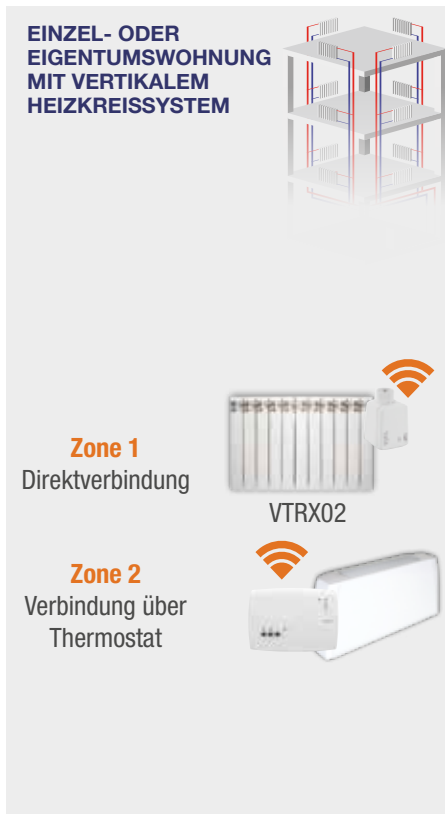 EINZEL- ODER
EIGENTUMSWOHNUNG
MIT VERTIKALEM
HEIZKREISSYSTEM
Zone 1
Direktverbindung
VTRX02
Zone 2
Verbindung über
Thermostat